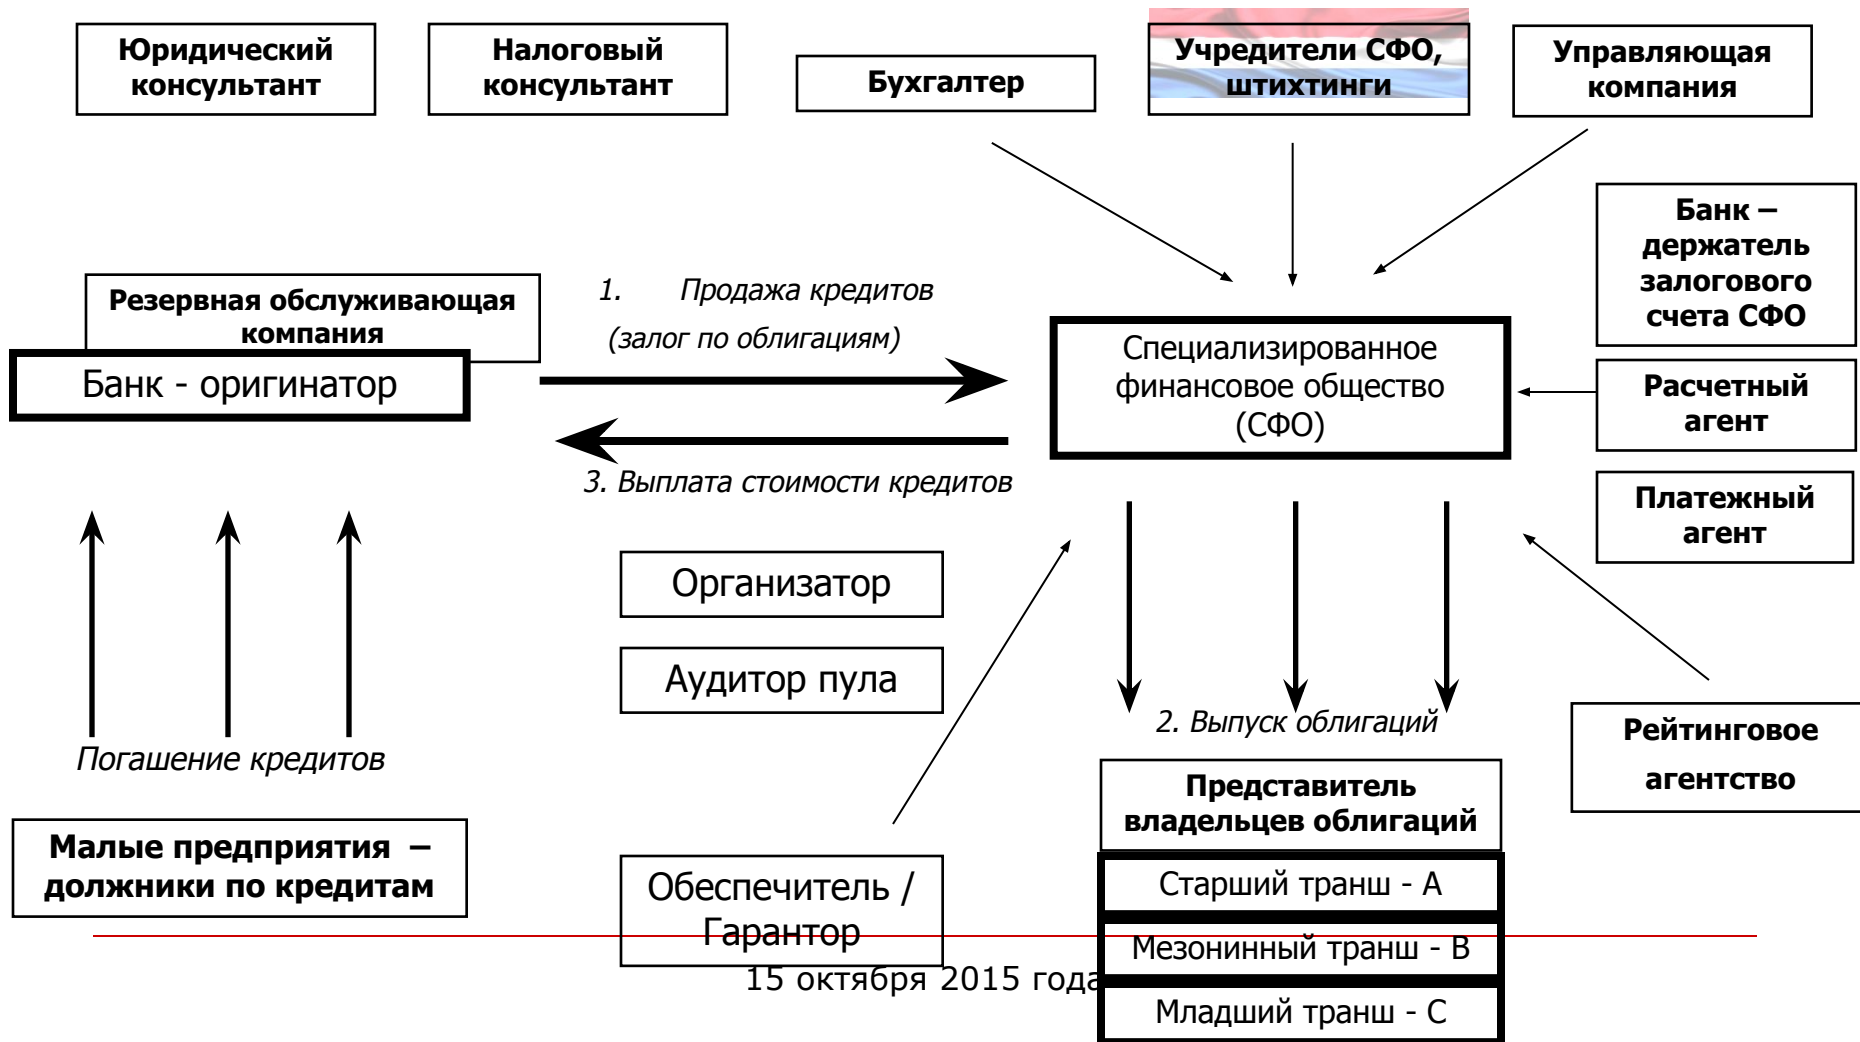 Юридический
консультант
Налоговый
консультант
Бухгалтер
Учредители СФО,
штихтинги
Управляющая
компания
Банк –
держатель
залогового
счета СФО
Резервная обслуживающая
компания
Банк - оригинатор
1. Продажа кредитов
(залог по облигациям)
Специализированное
финансовое общество
(СФО)
Расчетный
агент
3. Выплата стоимости кредитов
Платежный
агент
Организатор
Аудитор пула
Погашение кредитов
2. Выпуск облигаций
Рейтинговое
агентство
Малые предприятия –
должники по кредитам
Представитель
владельцев облигаций
Обеспечитель /
Гарантор
Старший транш - А
Мезонинный транш - В
Младший транш - С
15 октября 2015 года